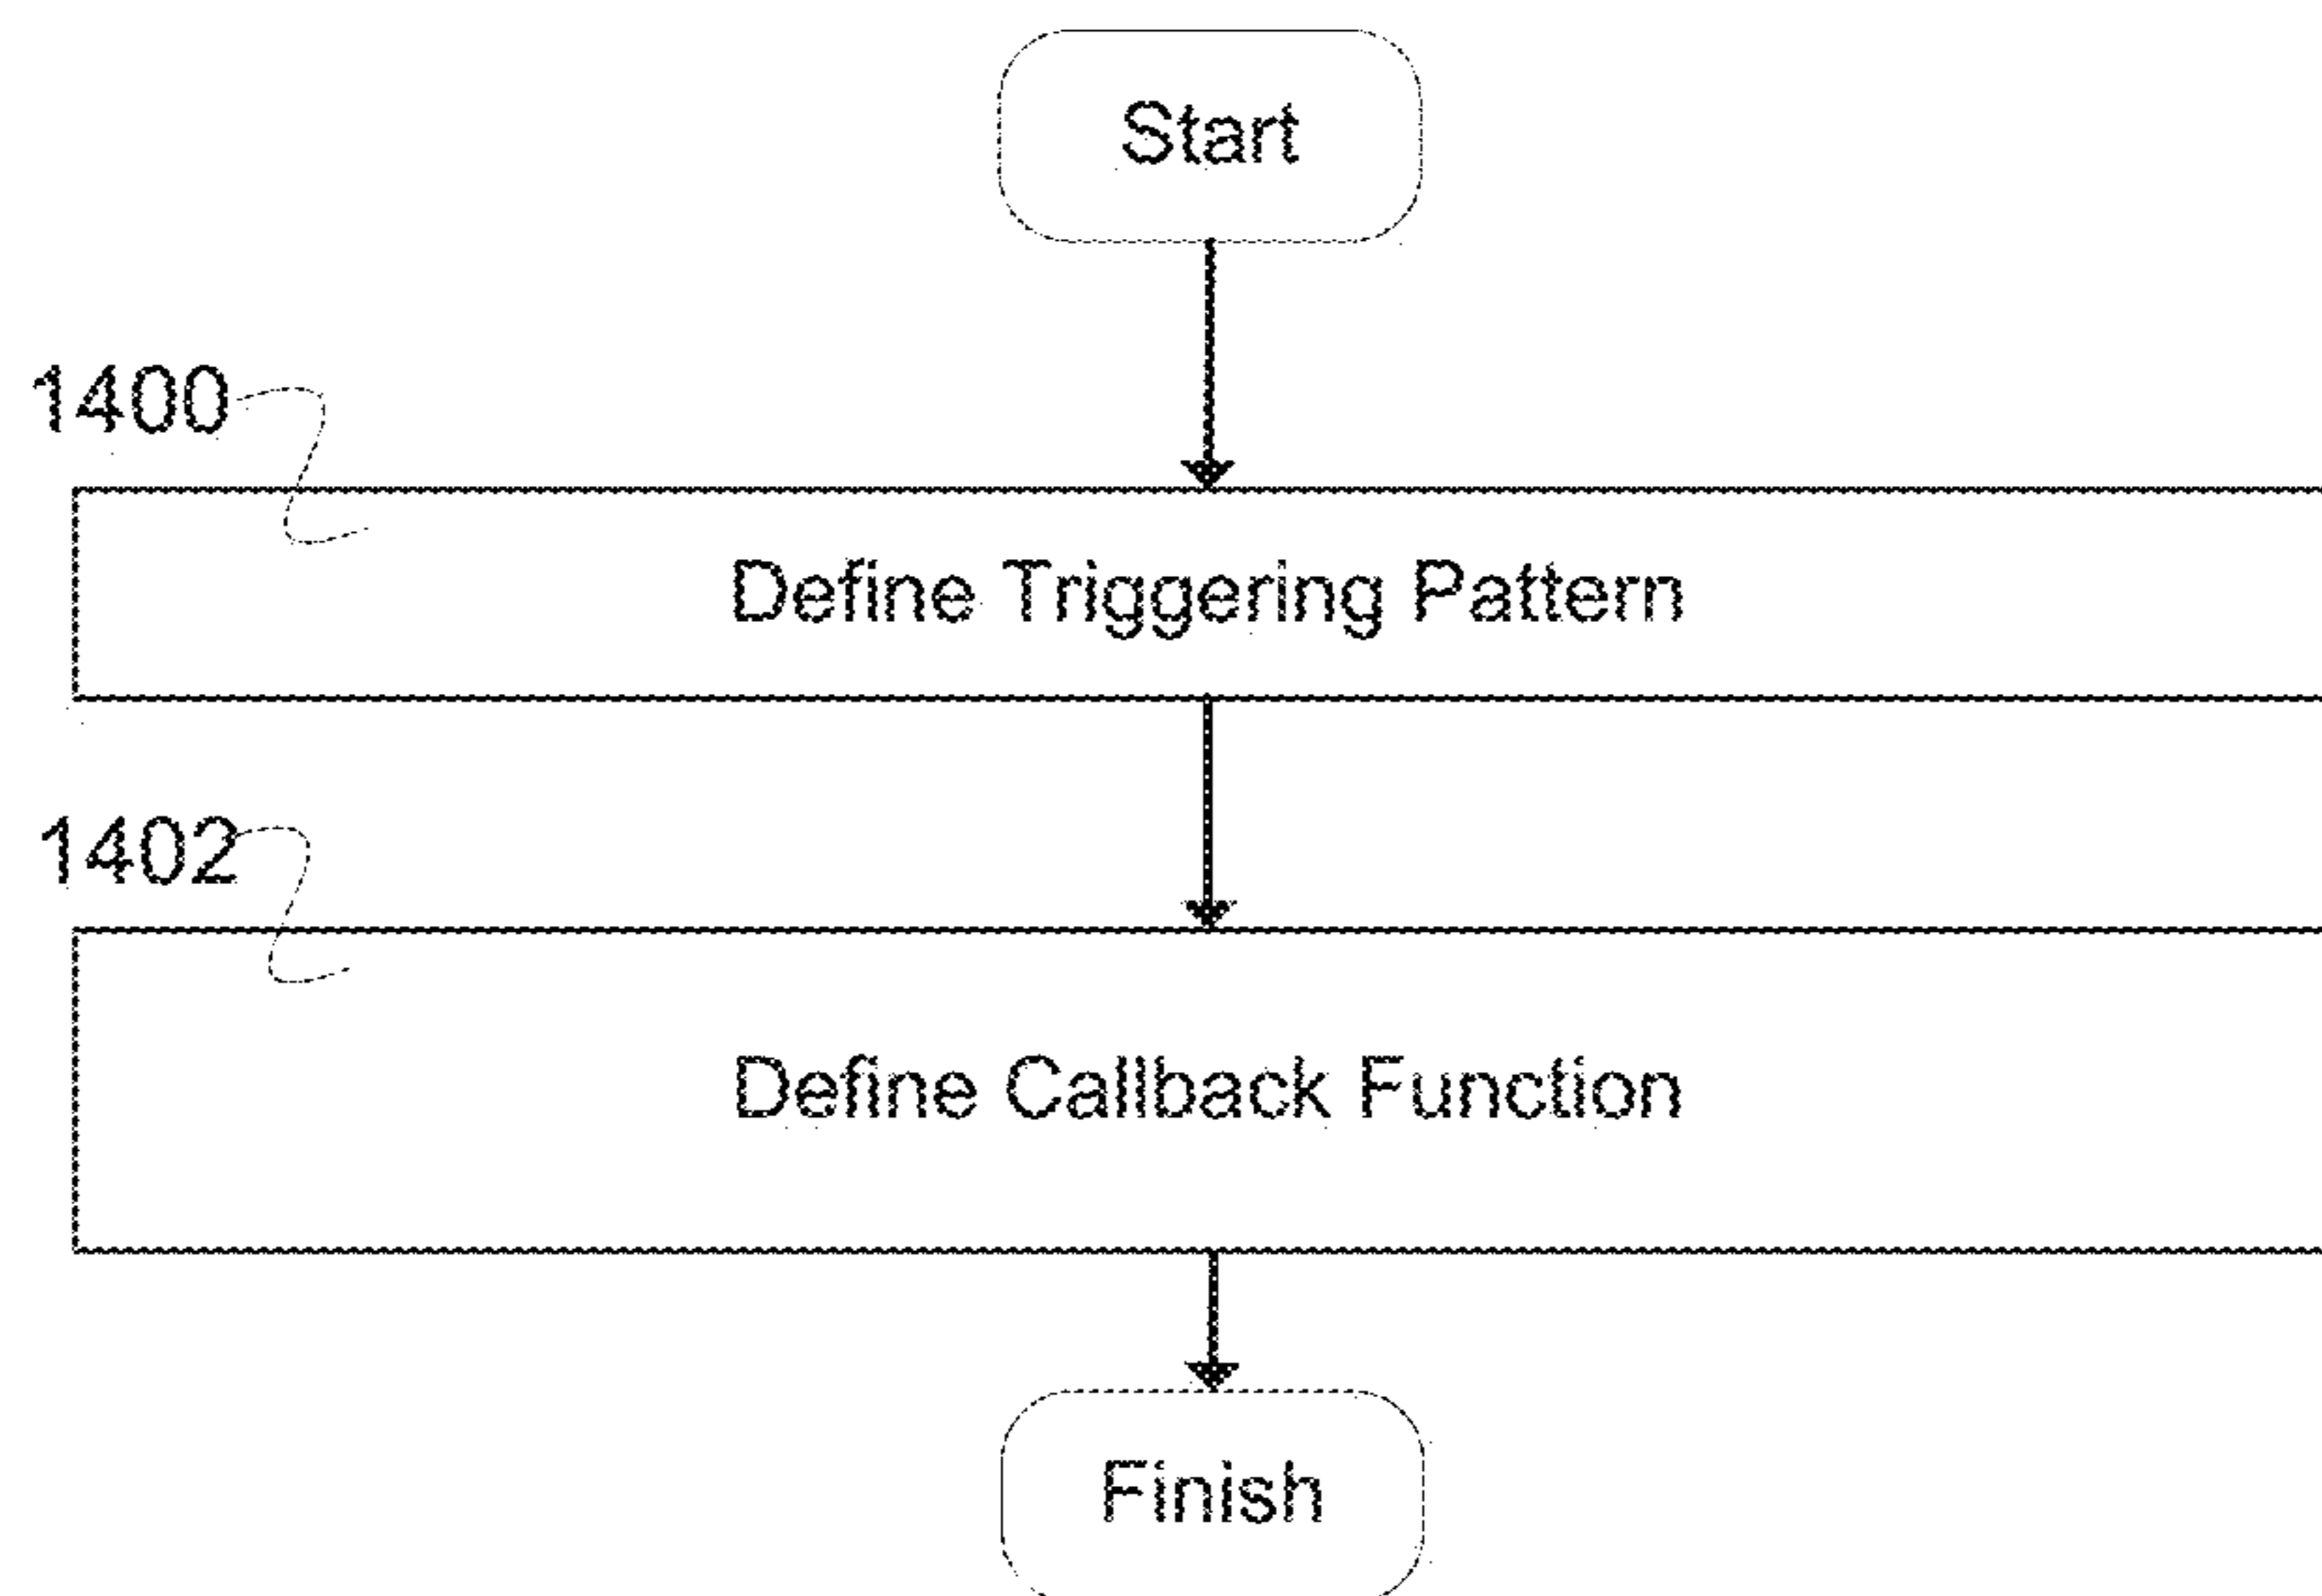 Start
1400
Define Triggering Pattern
1402
Define Callback Function
Finish